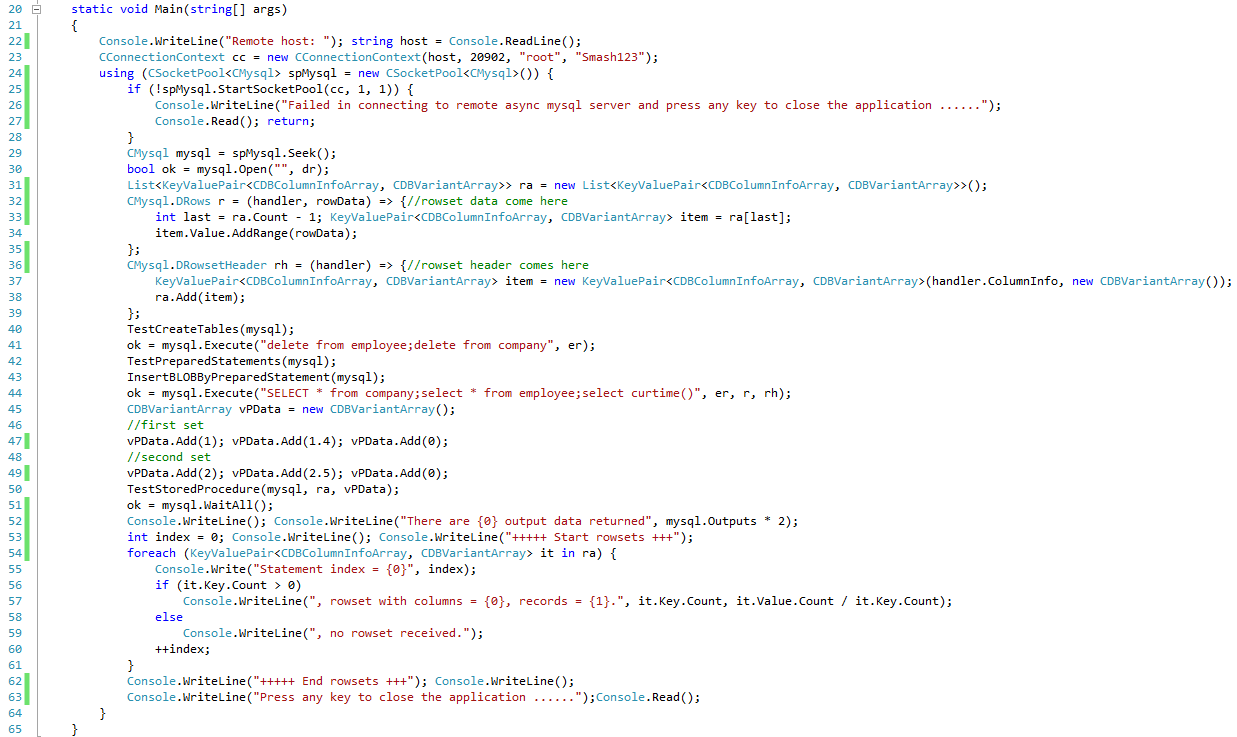 20 static void Main(string[] args)
21 {
22 Console.WriteLine("Remote host: "); string host = Console.ReadLine();
23 CConnectionContext cc = new CConnectionContext(host, 20902, "root", "Smash123");
24 using (CSocketPool<CMysql> spMysql = new CSocketPool<CMysql>()) {
25 if (!spMysql.StartSocketPool(cc, 1, 1)) {
26 Console.WriteLine("Failed in connecting to remote async mysql server and press any key to close the application ......");
27 Console.Read(); return;
28 }
29 CMysql mysql = spMysql.Seek();
30 bool ok = mysql.Open("", dr);
31 List<KeyValuePair<CDBColumnInfoArray, CDBVariantArray>> ra = new List<KeyValuePair<CDBColumnInfoArray, CDBVariantArray>>();
32 CMysql.DRows r = (handler, rowData) => {//rowset data come here
33 int last = ra.Count - 1; KeyValuePair<CDBColumnInfoArray, CDBVariantArray> item = ra[last];
34 item.Value.AddRange(rowData);
35 };
36 CMysql.DRowsetHeader rh = (handler) => {//rowset header comes here
37 KeyValuePair<CDBColumnInfoArray, CDBVariantArray> item = new KeyValuePair<CDBColumnInfoArray, CDBVariantArray>(handler.ColumnInfo, new CDBVariantArray());
38 ra.Add(item);
39 };
40 TestCreateTables(mysql);
41 ok = mysql.Execute("delete from employee;delete from company", er);
42 TestPreparedStatements(mysql);
43 InsertBLOBByPreparedStatement(mysql);
44 ok = mysql.Execute("SELECT * from company;select * from employee;select curtime()", er, r, rh);
45 CDBVariantArray vPData = new CDBVariantArray();
46 //first set
47 vPData.Add(1); vPData.Add(1.4); vPData.Add(0);
48 //second set
49 vPData.Add(2); vPData.Add(2.5); vPData.Add(0);
50 TestStoredProcedure(mysql, ra, vPData);
51 ok = mysql.WaitAll();
52 Console.WriteLine(); Console.WriteLine("There are {0} output data returned", mysql.Outputs * 2);
53 int index = 0; Console.WriteLine(); Console.WriteLine("+++++ Start rowsets +++");
54 foreach (KeyValuePair<CDBColumnInfoArray, CDBVariantArray> it in ra) {
55 Console.Write("Statement index = {0}", index);
56 if (it.Key.Count > 0)
57 Console.WriteLine(", rowset with columns = {0}, records = {1}.", it.Key.Count, it.Value.Count / it.Key.Count);
58 else
59 Console.WriteLine(", no rowset received.");
60 ++index;
61 }
62 Console.WriteLine("+++++ End rowsets +++"); Console.WriteLine();
63 Console.WriteLine("Press any key to close the application ......");Console.Read();
64 }
65 }